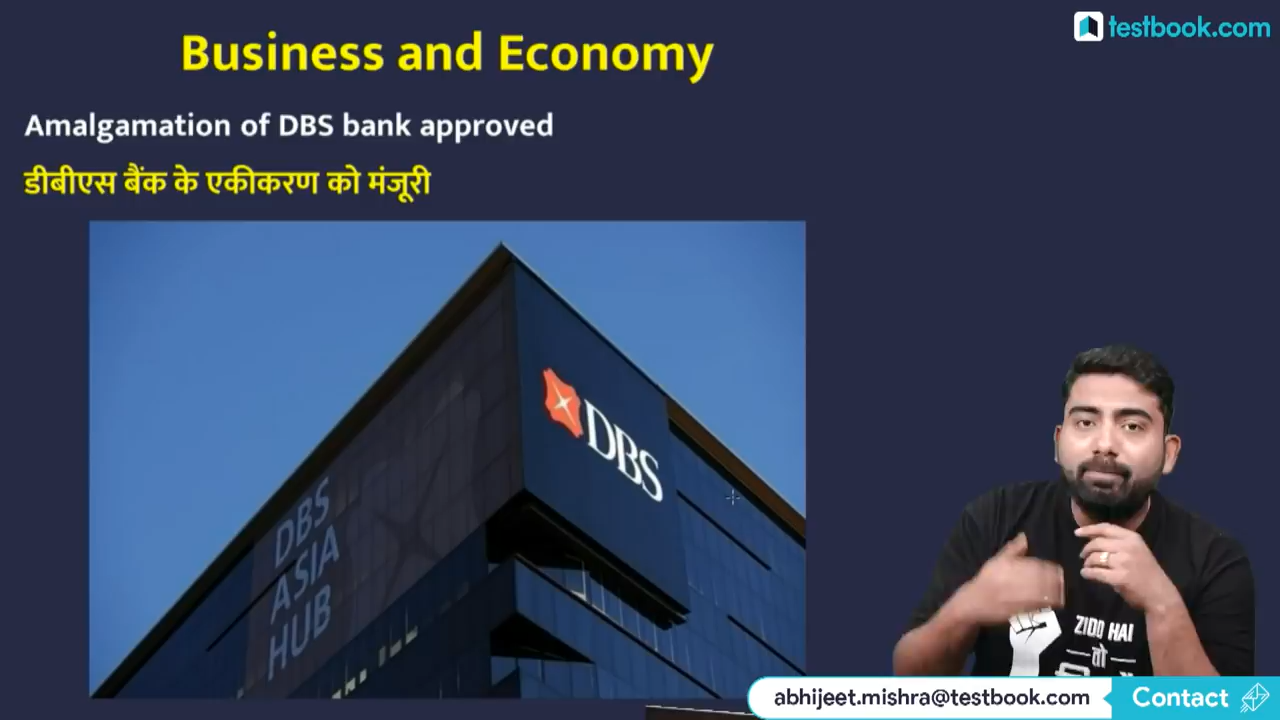 Business and Economy
testbook.com
Amalgamation of DBS bank approved
डीबीएस बैंक के एकीकरण को मंजूरी
DBS
DBS
ASIA
HUB
ZIDD HAI
तो
abhijeet.mishra@testbook.com
Contact